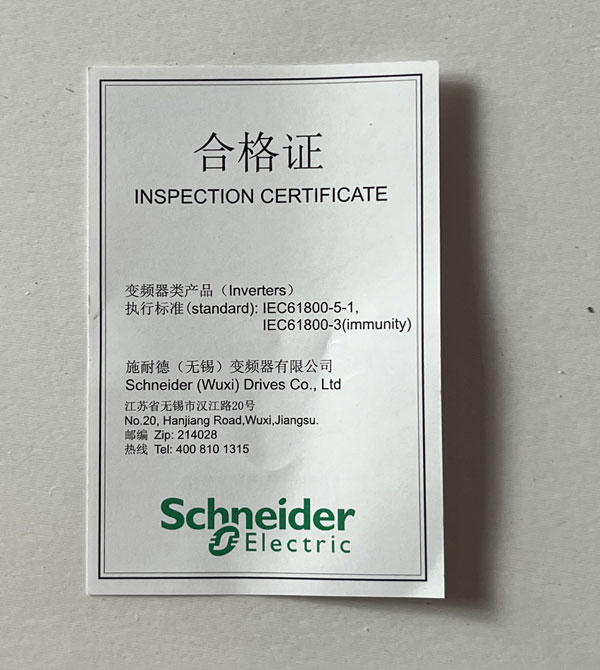 合格证
INSPECTION CERTIFICATE
变频器类产品（Inverters）
执行标准(standard): IEC61800-5-1,
IEC61800-3(immunity)
施耐德（无锡）变频器有限公司
Schneider (Wuxi) Drives Co., Ltd
江苏省无锡市汉江路20号
No.20, Hanjiang Road,Wuxi,Jiangsu.
邮编 Zip: 214028
热线 Tel: 400 810 1315
Schneider
Electric